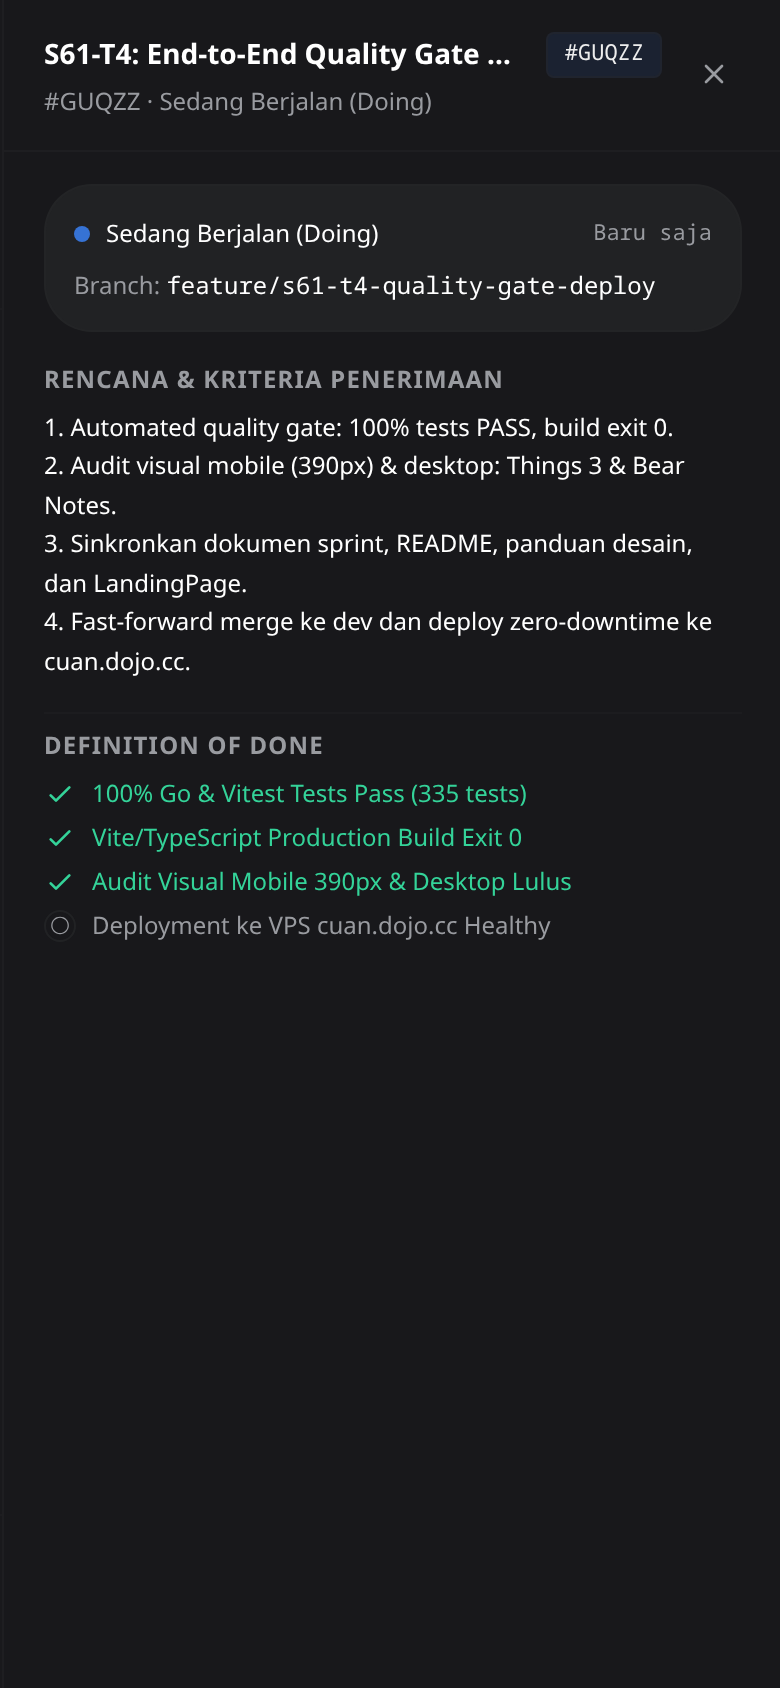 S61-T4: End-to-End Quality Gate ...
#GUQZZ
#GUQZZ · Sedang Berjalan (Doing)
Sedang Berjalan (Doing)
Baru saja
Branch: feature/s61-t4-quality-gate-deploy
RENCANA & KRITERIA PENERIMAAN
1. Automated quality gate: 100% tests PASS, build exit 0.
2. Audit visual mobile (390px) & desktop: Things 3 & Bear
Notes.
3. Sinkronkan dokumen sprint, README, panduan desain,
dan LandingPage.
4. Fast-forward merge ke dev dan deploy zero-downtime ke
cuan.dojo.cc.
DEFINITION OF DONE
100% Go & Vitest Tests Pass (335 tests)
Vite/TypeScript Production Build Exit 0
Audit Visual Mobile 390px & Desktop Lulus
Deployment ke VPS cuan.dojo.cc Healthy